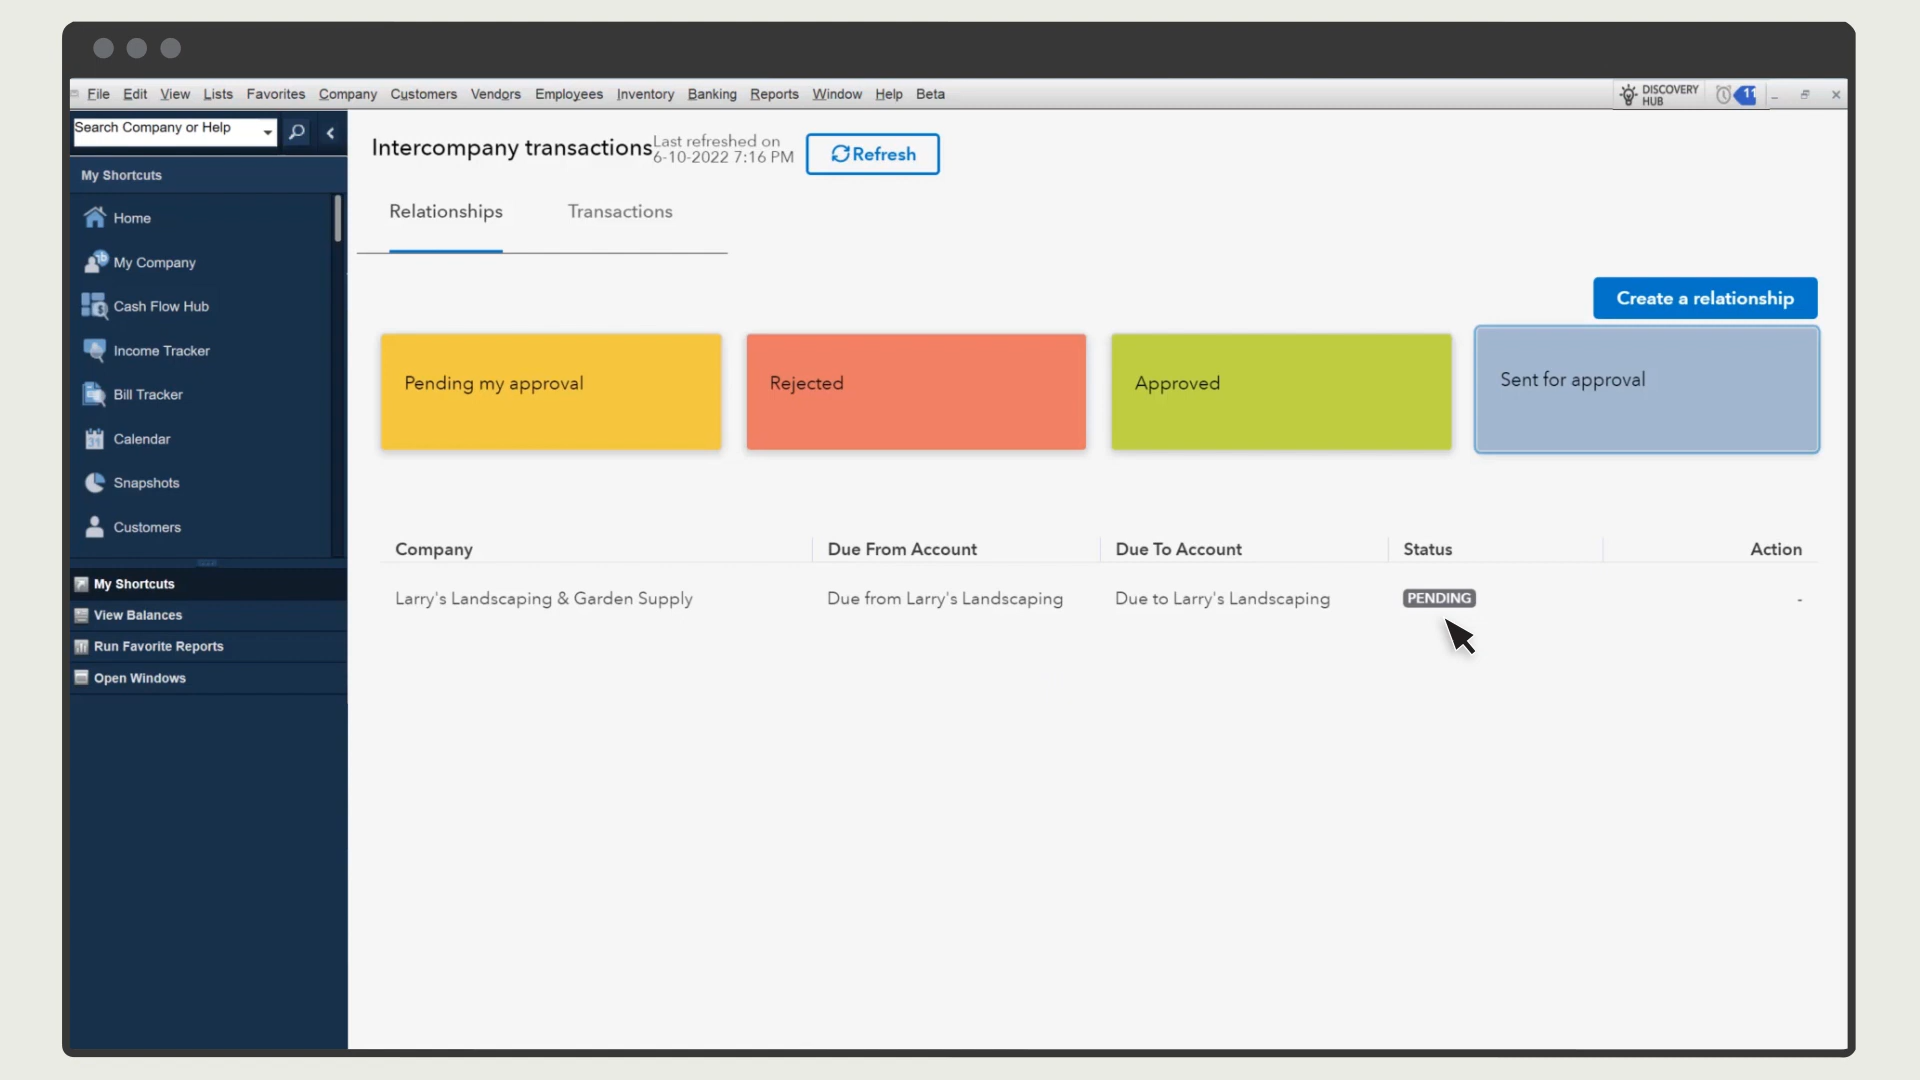 File Edit View Lists Favorites Company Customers Vendors Employees Inventory Banking Reports Window Help Beta
DISCOVERY
HUB
11
Search Company or Help
My Shortcuts
Home
My Company
Cash Flow Hub
Income Tracker
Bill Tracker
Calendar
Snapshots
Customers
My Shortcuts
View Balances
Run Favorite Reports
Open Windows
Intercompany transactions
Last refreshed on
6-10-2022 7:16 PM
Refresh
Relationships Transactions
Create a relationship
Pending my approval Rejected Approved Sent for approval
Company Due From Account Due To Account Status Action
Larry's Landscaping & Garden Supply Due from Larry's Landscaping Due to Larry's Landscaping PENDING -